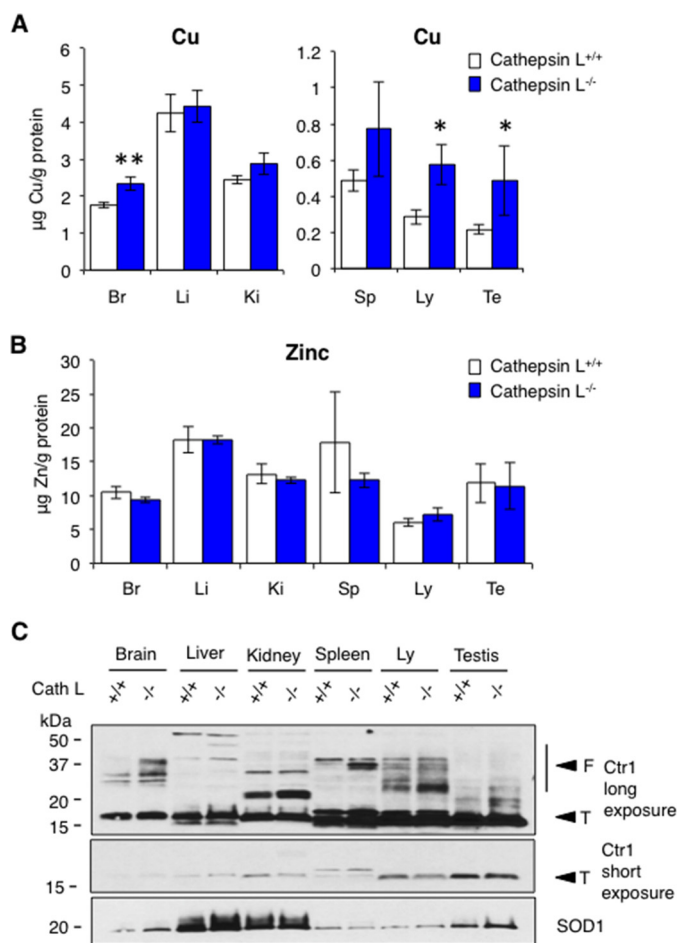 A
Cu
Cu
Cathepsin L+/+
Cathepsin L-/-
µg Cu/g protein
6
5
4
3
2
1
0
**
Br
Li
Ki
1.2
1
0.8
0.6
0.4
0.2
0
*
*
Sp
Ly
Te
B
Zinc
Cathepsin L+/+
Cathepsin L-/-
µg Zn/g protein
30
25
20
15
10
5
0
Br
Li
Ki
Sp
Ly
Te
C
Brain Liver Kidney Spleen Ly Testis
Cath L +/+ -/- +/+ -/- +/+ -/- +/+ -/- +/+ -/- +/+ -/-
kDa
50 -
37 -
20 -
15 -
F
T
Ctr1
long
exposure
15 -
T
Ctr1
short
exposure
20 -
SOD1